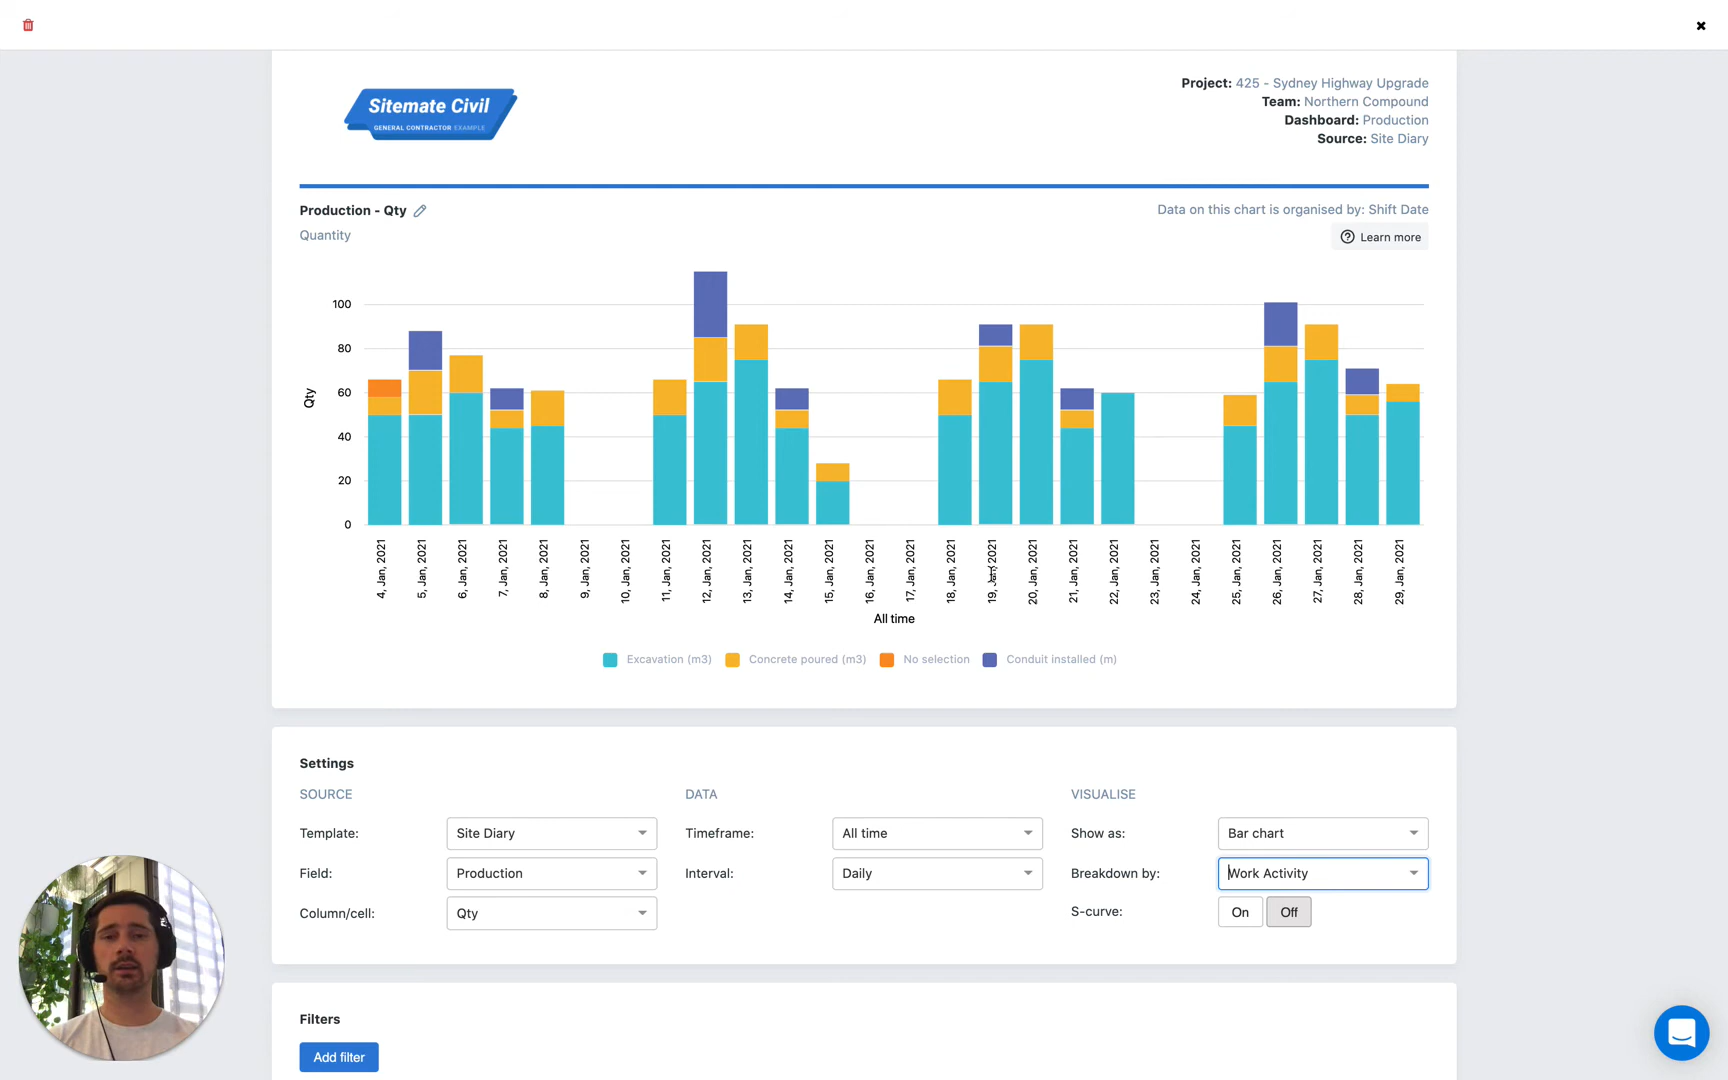 Sitemate Civil
GENERAL CONTRACTOR EXAMPLE
Project: 425 - Sydney Highway Upgrade
Team: Northern Compound
Dashboard: Production
Source: Site Diary
Production - Qty
Data on this chart is organised by: Shift Date
Quantity
Learn more
100
80
60
40
20
0
Qty
4, Jan, 2021
5, Jan, 2021
6, Jan, 2021
7, Jan, 2021
8, Jan, 2021
9, Jan, 2021
10, Jan, 2021
11, Jan, 2021
12, Jan, 2021
13, Jan, 2021
14, Jan, 2021
15, Jan, 2021
16, Jan, 2021
17, Jan, 2021
18, Jan, 2021
19, Jan, 2021
20, Jan, 2021
21, Jan, 2021
22, Jan, 2021
23, Jan, 2021
24, Jan, 2021
25, Jan, 2021
26, Jan, 2021
27, Jan, 2021
28, Jan, 2021
29, Jan, 2021
All time
Excavation (m3) Concrete poured (m3) No selection Conduit installed (m)
Settings
SOURCE DATA VISUALISE
Template: Site Diary Timeframe: All time Show as: Bar chart
Field: Production Interval: Daily Breakdown by: Work Activity
Column/cell: Qty S-curve: On Off
Filters
Add filter